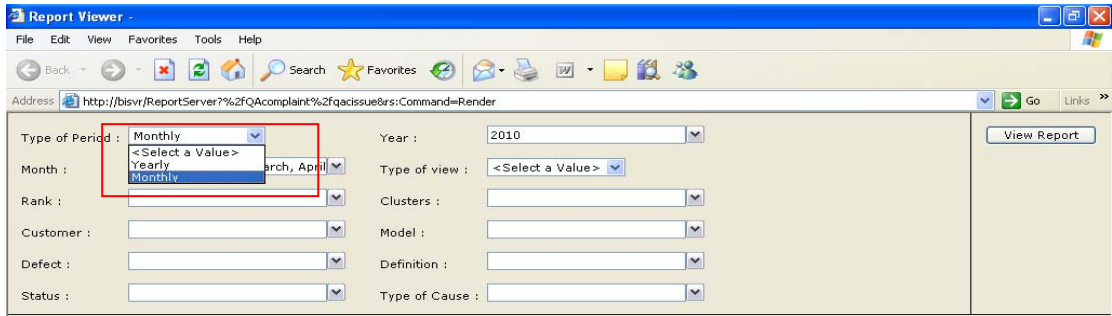 Report Viewer -
File Edit View Favorites Tools Help
Back Search Favorites
Address http://bisvr/ReportServer?%2fQAcomplaint%2fqacissue&rs:Command=Render Go Links »
Type of Period : Monthly Year : 2010 View Report
<Select a Value>
Yearly
Monthly
Month : arch, April Type of view : <Select a Value>
Rank : Clusters :
Customer : Model :
Defect : Definition :
Status : Type of Cause :